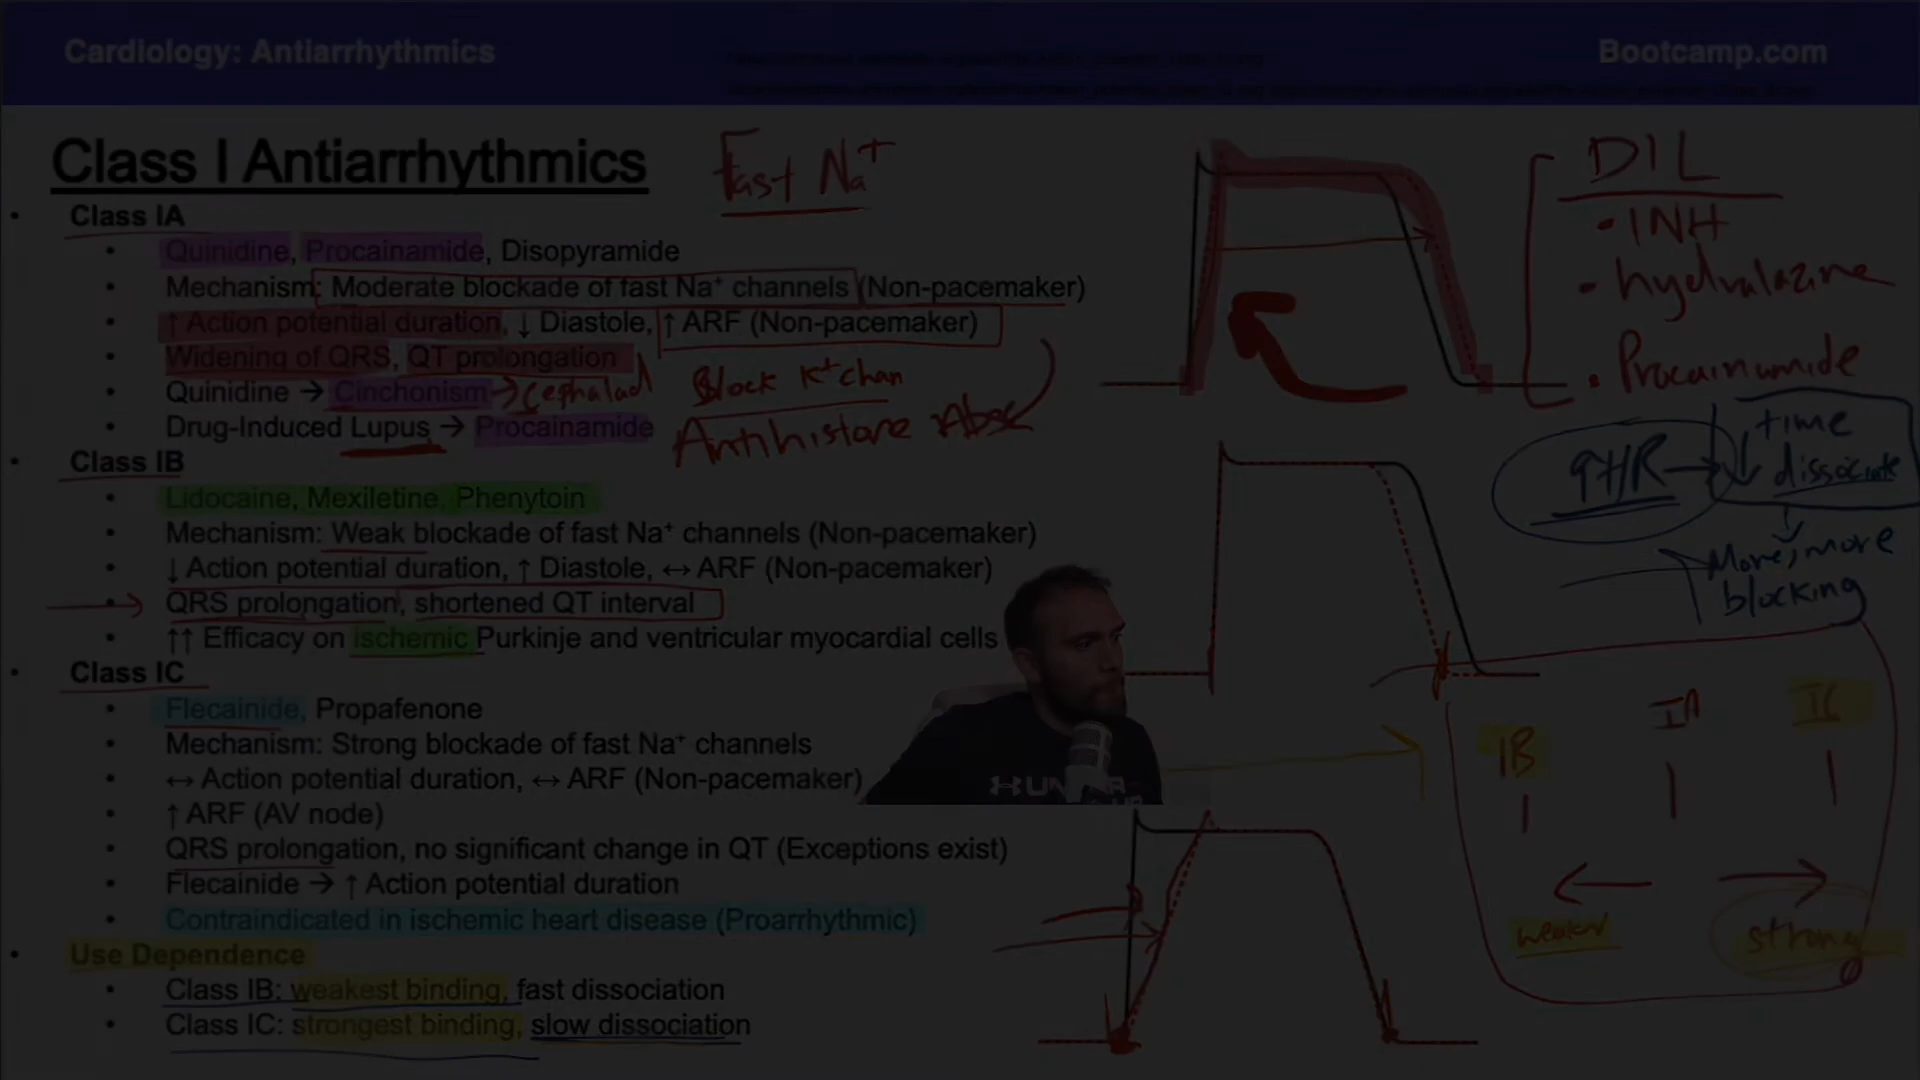 Cardiology: Antiarrhythmics
Bootcamp.com
Class I Antiarrhythmics
Fast Na+
• Class IA
• Quinidine, Procainamide, Disopyramide
• Mechanism: Moderate blockade of fast Na⁺ channels (Non-pacemaker)
• ↑ Action potential duration, ↓ Diastole, ↑ ARF (Non-pacemaker)
• Widening of QRS, QT prolongation
• Quinidine → Cinchonism → Cephalad
Block K+ chan
• Drug-Induced Lupus → Procainamide
Antihistone Abs
• Class IB
• Lidocaine, Mexiletine, Phenytoin
• Mechanism: Weak blockade of fast Na⁺ channels (Non-pacemaker)
• ↓ Action potential duration, ↑ Diastole, ↔ ARF (Non-pacemaker)
• QRS prolongation, shortened QT interval
• ↑↑ Efficacy on ischemic Purkinje and ventricular myocardial cells
• Class IC
• Flecainide, Propafenone
• Mechanism: Strong blockade of fast Na⁺ channels
• ↔ Action potential duration, ↔ ARF (Non-pacemaker)
• ↑ ARF (AV node)
• QRS prolongation, no significant change in QT (Exceptions exist)
• Flecainide → ↑ Action potential duration
• Contraindicated in ischemic heart disease (Proarrhythmic)
• Use Dependence
• Class IB: weakest binding, fast dissociation
• Class IC: strongest binding, slow dissociation
DIL
• INH
• hydralazine
• Procainamide
↑HR → ↓ time
dissociate
More, more
blocking
IB IA IC
weaker strong